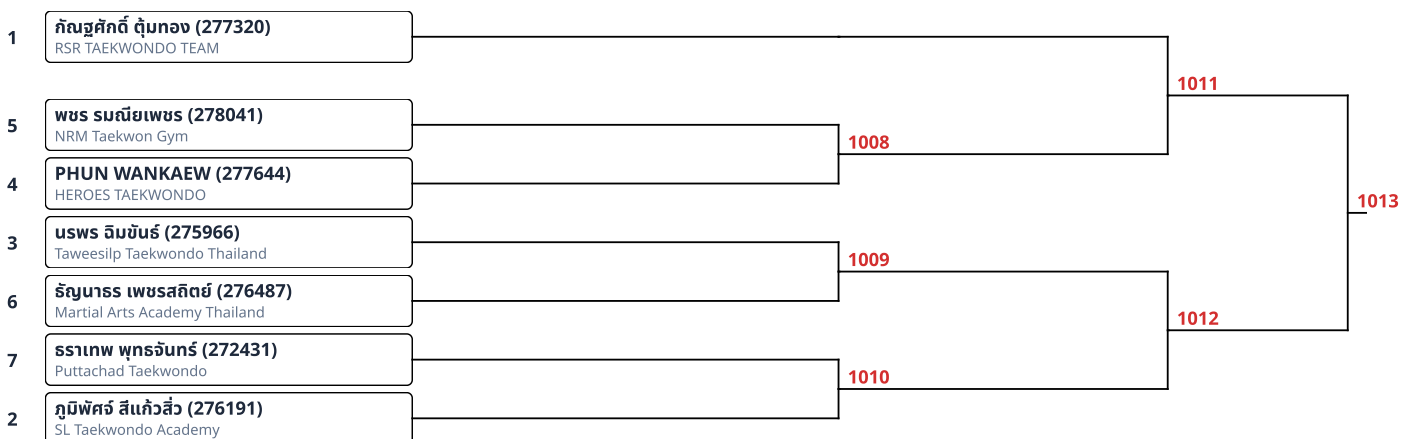 1
กัณฐศักดิ์ ตุ้มทอง (277320)
RSR TAEKWONDO TEAM
1011
5
พชร รมณียเพชร (278041)
NRM Taekwon Gym
1008
4
PHUN WANKAEW (277644)
HEROES TAEKWONDO
1013
3
นรพร ฉิมขันธ์ (275966)
Taweesilp Taekwondo Thailand
1009
6
ธัญนาธร เพชรสถิตย์ (276487)
Martial Arts Academy Thailand
1012
7
ธราเทพ พุทธจันทร์ (272431)
Puttachad Taekwondo
1010
2
ภูมิพัศจ์ สีแก้วสิ่ว (276191)
SL Taekwondo Academy